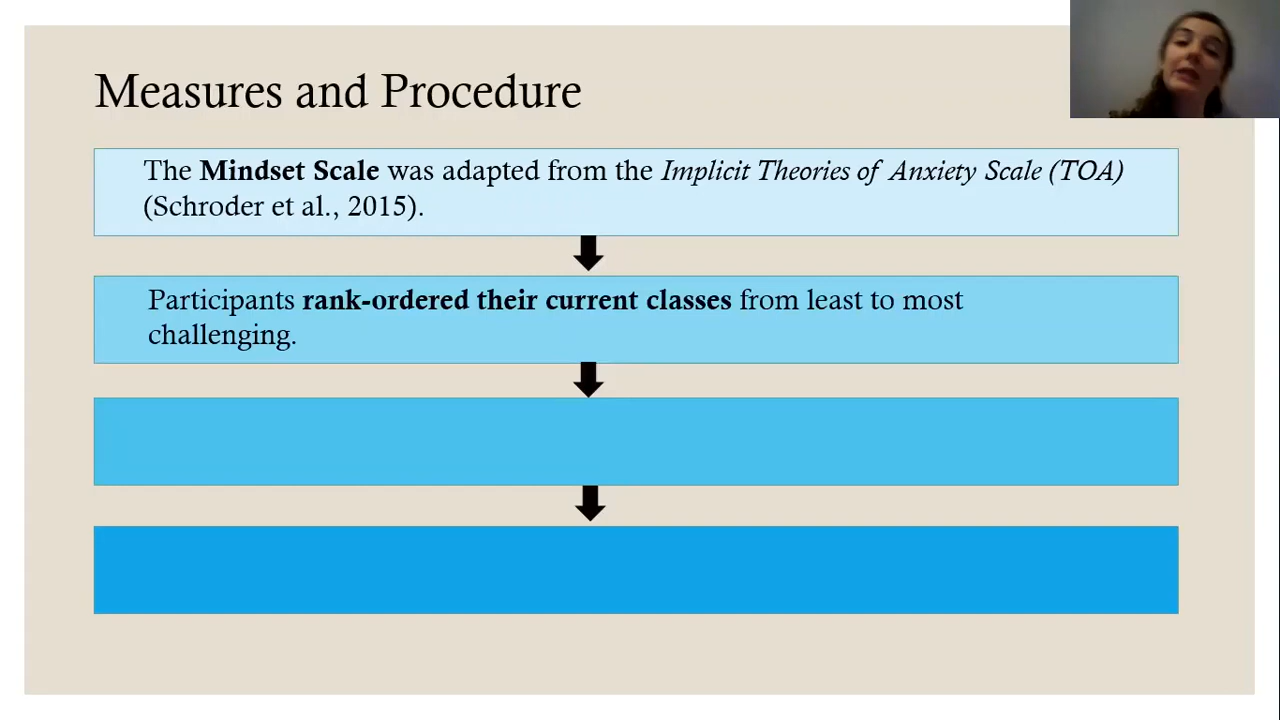 Measures and Procedure
The Mindset Scale was adapted from the Implicit Theories of Anxiety Scale (TOA)
(Schroder et al., 2015).
Participants rank-ordered their current classes from least to most
challenging.